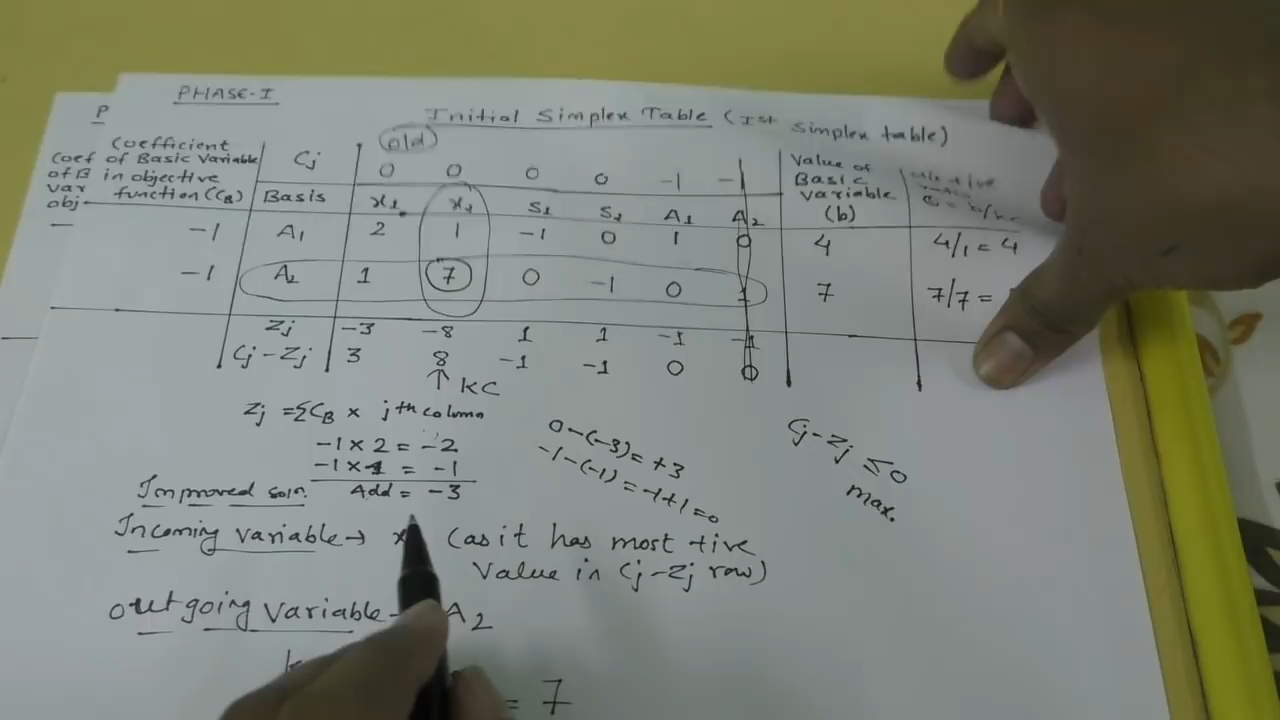 PHASE-I
P
Initial Simplex Table (Ist Simplex table)
old
Coefficient of Basic Variable in objective function (CB)
Coef
of B
var
obj
Cj 0 0 0 0 -1 -1 Value of Basic Variable (b)
Basis x1 x2 S1 S2 A1 A2
-1 A1 2 1 -1 0 1 0 4 4/1 = 4
-1 A2 1 7 0 -1 0 1 7 7/7 =
Zj -3 -8 1 1 -1 -1
Cj-Zj 3 8 -1 -1 0 0
↑ KC
Zj = ΣCB x jth column
-1 x 2 = -2
-1 x 1 = -1
Add = -3
0-(-3) = +3
-1-(-1) = -1+1=0
Cj-Zj ≤ 0
max.
Improved soln.
Incoming variable → x (as it has most +ive
Value in Cj-Zj row)
Outgoing Variable - A2
= 7